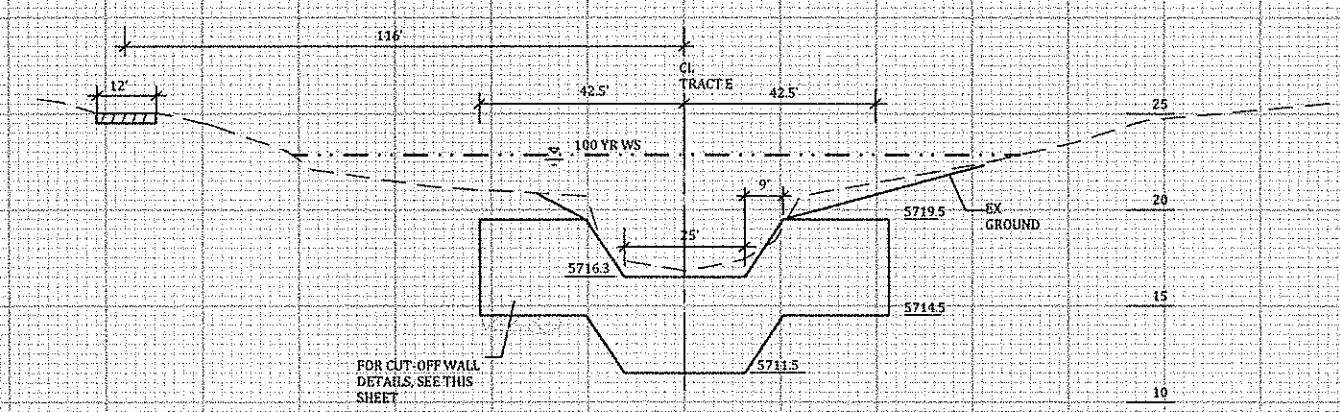 116'
12'
CL
TRACT E
42.5'
42.5'
25
100 YR WS
9'
20
5719.5
EX
GROUND
25'
5716.3
15
5714.5
FOR CUT-OFF WALL
DETAILS, SEE THIS
SHEET
5711.5
10